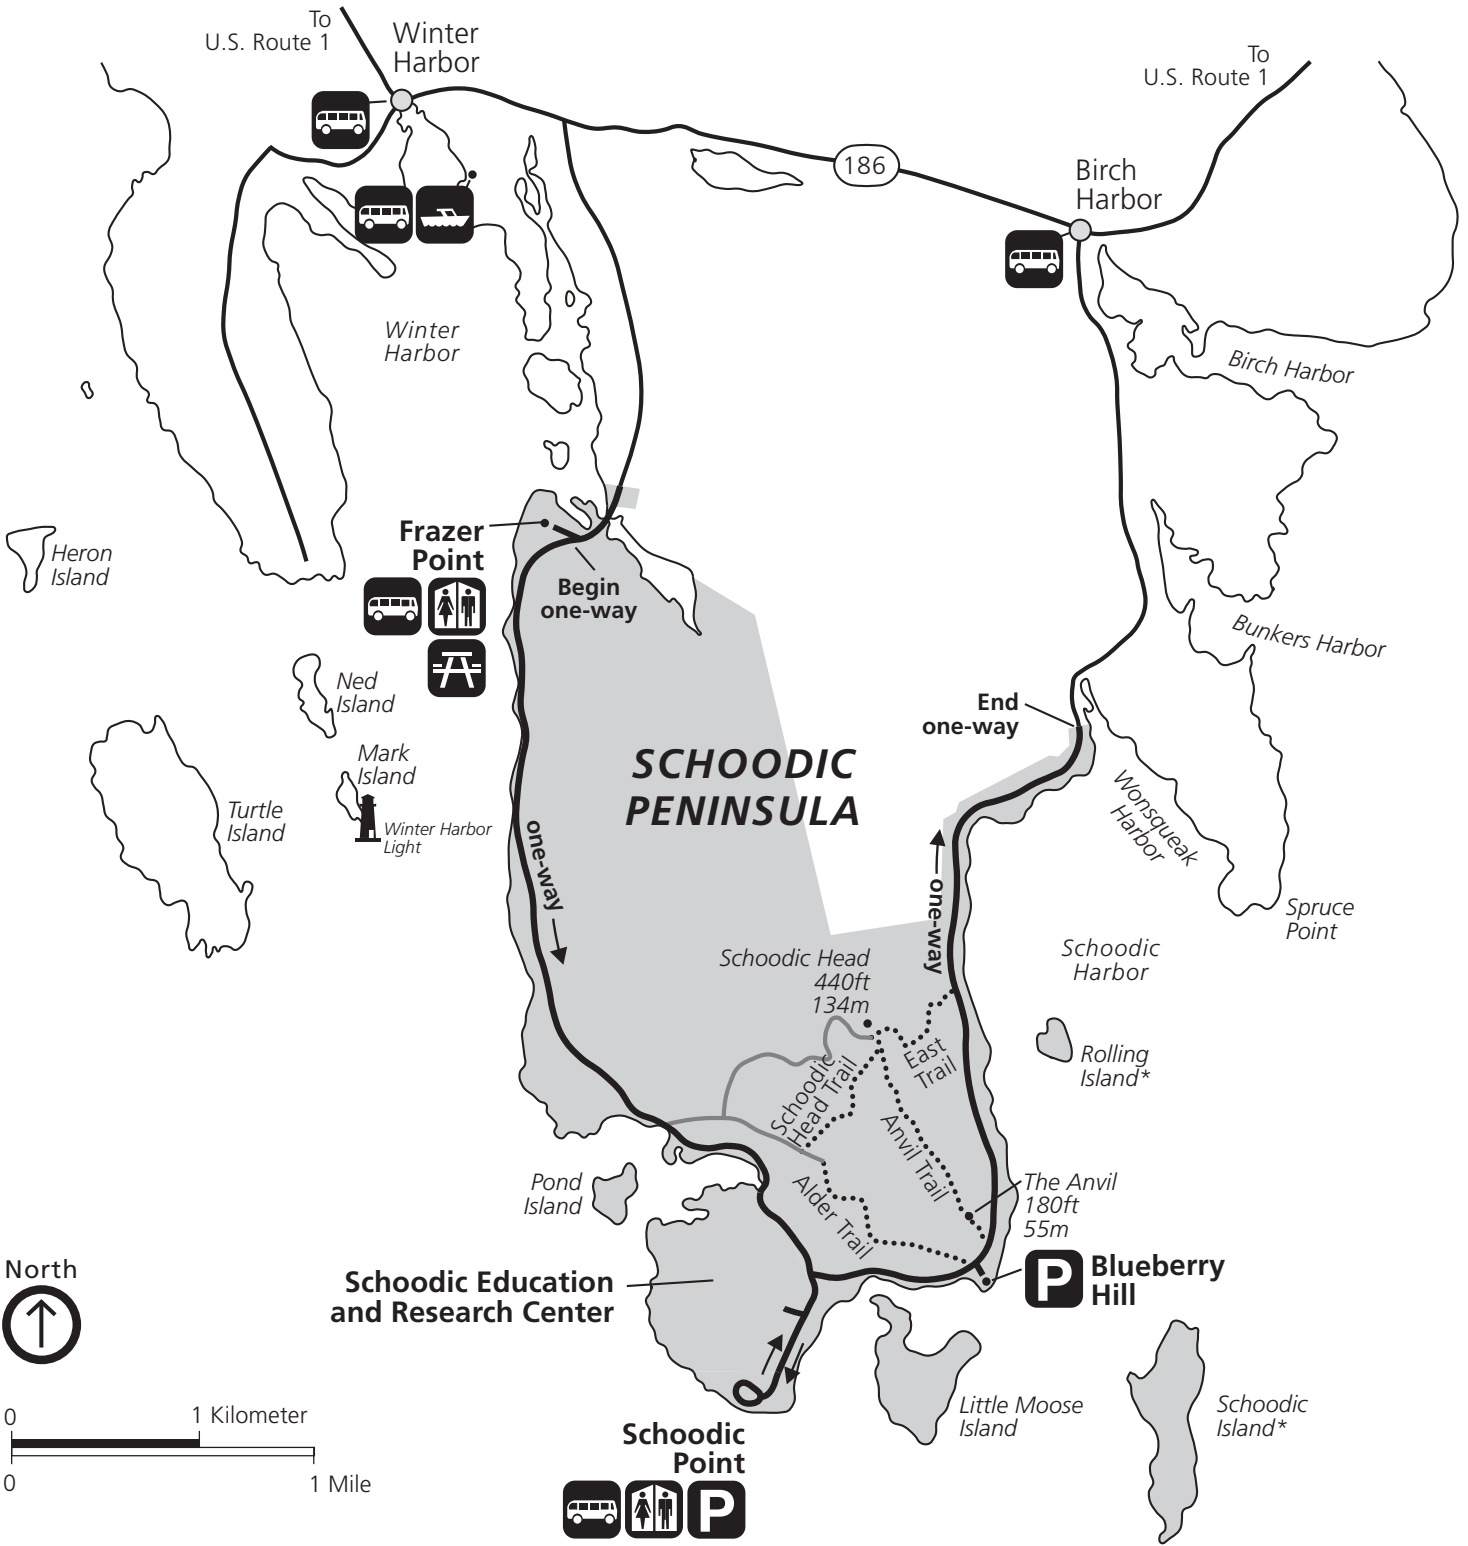 To
U.S. Route 1
Winter
Harbor
To
U.S. Route 1
186
Birch
Harbor
Winter
Harbor
Birch Harbor
Heron
Island
Frazer
Point
Begin
one-way
Bunkers Harbor
Ned
Island
End
one-way
Mark
Island
Winter Harbor
Light
Turtle
Island
SCHOODIC
PENINSULA
Wonsqueak
Harbor
one-way
one-way
Spruce
Point
Schoodic
Harbor
Schoodic Head
440ft
134m
Rolling
Island*
East
Trail
Schoodic
Head Trail
Anvil Trail
Alder Trail
Pond
Island
The Anvil
180ft
55m
P
Blueberry
Hill
North
Schoodic Education
and Research Center
Little Moose
Island
Schoodic
Island*
0
1 Kilometer
0
1 Mile
Schoodic
Point
P